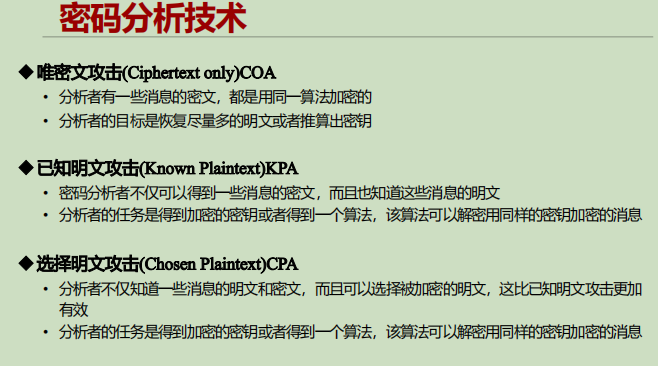 密码分析技术
◆唯密文攻击(Ciphertext only)COA
• 分析者有一些消息的密文，都是用同一算法加密的
• 分析者的目标是恢复尽量多的明文或者推算出密钥
◆已知明文攻击(Known Plaintext)KPA
• 密码分析者不仅可以得到一些消息的密文，而且也知道这些消息的明文
• 分析者的任务是得到加密的密钥或者得到一个算法，该算法可以解密用同样的密钥加密的消息
◆选择明文攻击(Chosen Plaintext)CPA
• 分析者不仅知道一些消息的明文和密文，而且可以选择被加密的明文，这比已知明文攻击更加
有效
• 分析者的任务是得到加密的密钥或者得到一个算法，该算法可以解密用同样的密钥加密的消息